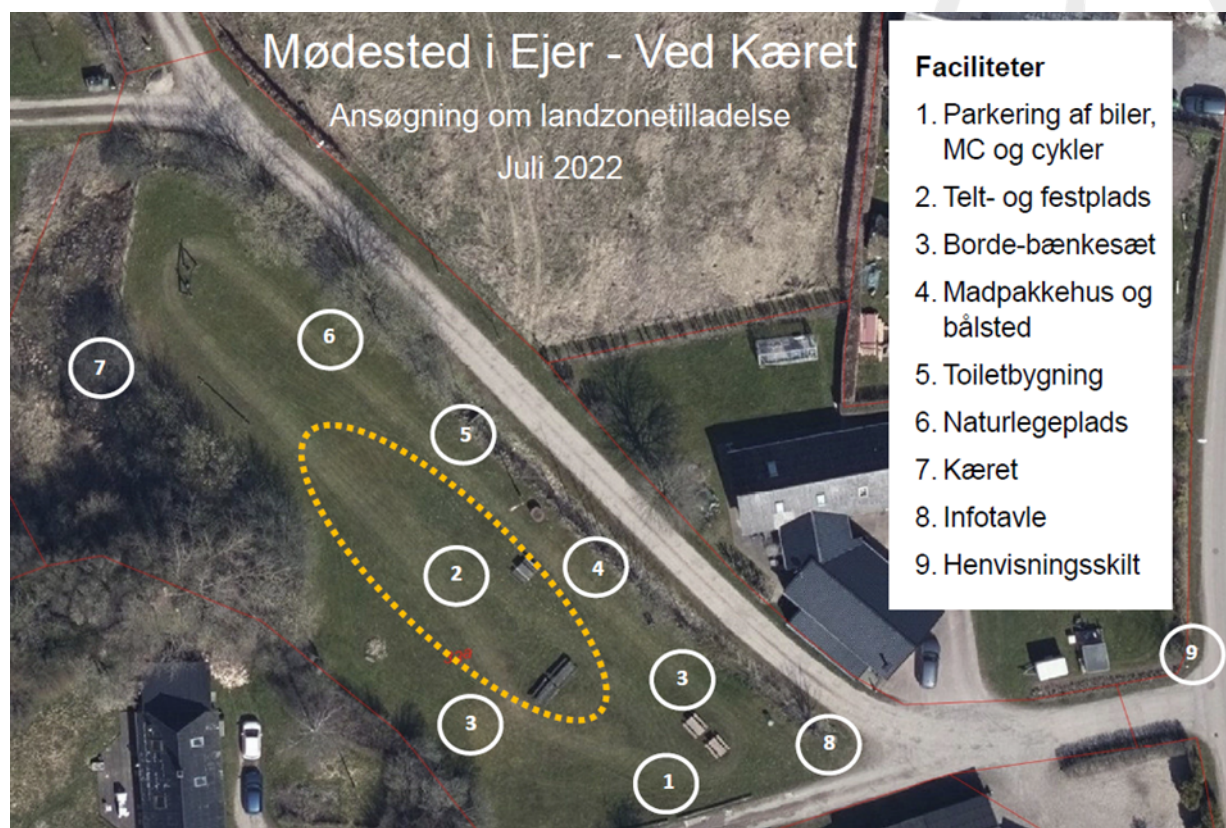 Mødested i Ejer - Ved Kæret
Ansøgning om landzonetilladelse
Juli 2022
Faciliteter
1. Parkering af biler,
MC og cykler
2. Telt- og festplads
3. Borde-bænkesæt
4. Madpakkehus og
bålsted
5. Toiletbygning
6. Naturlegeplads
7. Kæret
8. Infotavle
9. Henvisningsskilt
6
7
5
2
4
9
3
3
8
1